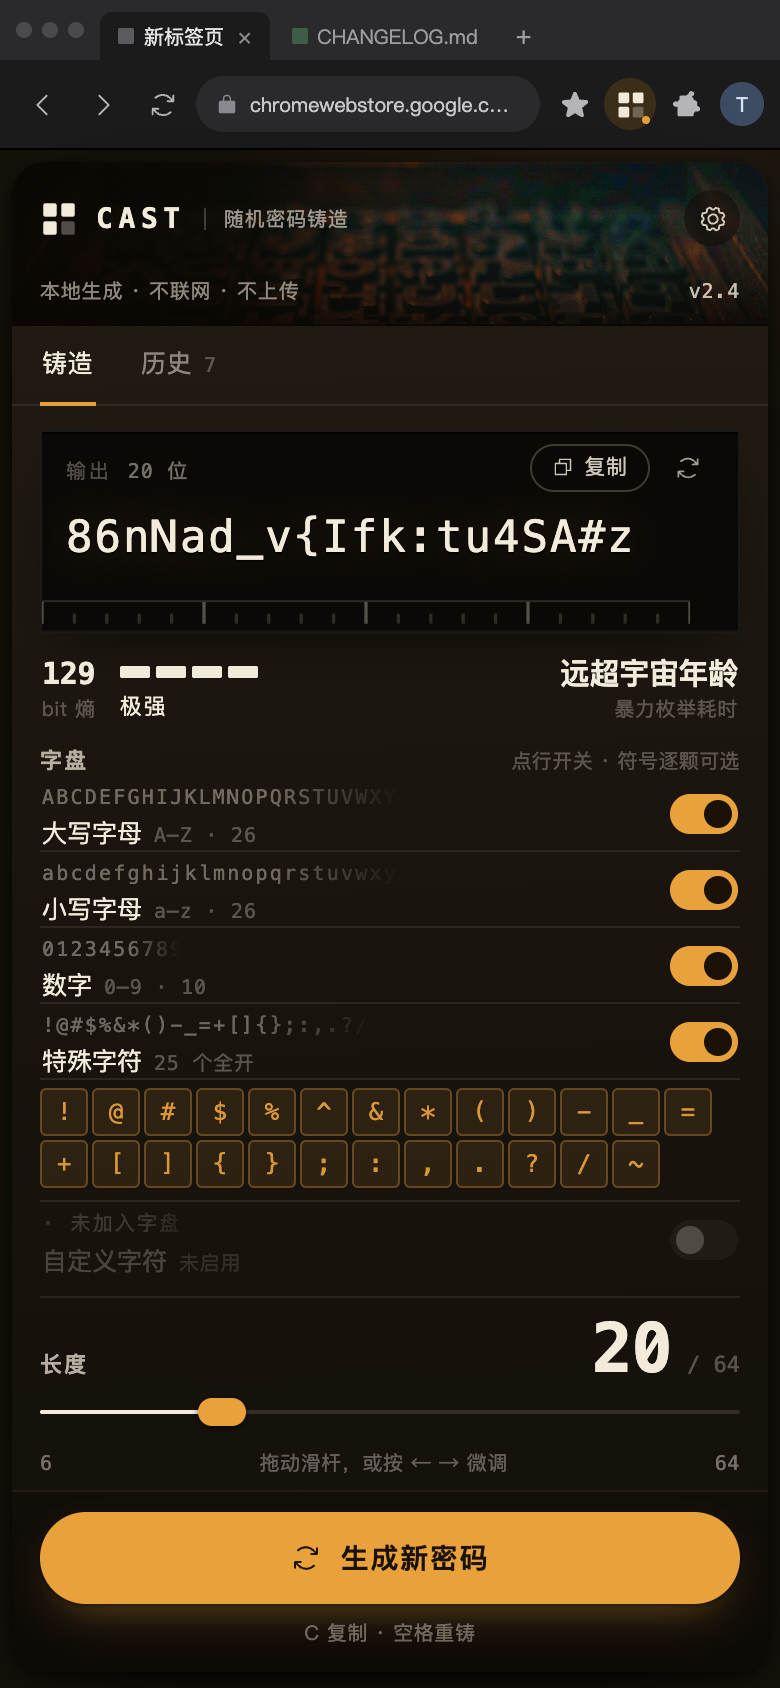 新标签页
CHANGELOG.md
chromewebstore.google.c...
T
CAST 随机密码铸造
本地生成 · 不联网 · 不上传
v2.4
铸造
历史 7
输出 20 位
复制
86nNad_v{Ifk:tu4SA#z
129
远超宇宙年龄
bit 熵
极强
暴力枚举耗时
字盘
点行开关 · 符号逐颗可选
ABCDEFGHIJKLMNOPQRSTUVWXY
大写字母 A–Z · 26
abcdefghijklmnopqrstuvwxy
小写字母 a–z · 26
0123456789
数字 0–9 · 10
!@#$%&*()-_=+[]{};:,.?/
特殊字符 25 个全开
! @ # $ % ^ & * ( ) − _ =
+ [ ] { } ; : , . ? / ~
· 未加入字盘
自定义字符 未启用
长度
20 / 64
6
拖动滑杆，或按 ← → 微调
64
生成新密码
C 复制 · 空格重铸